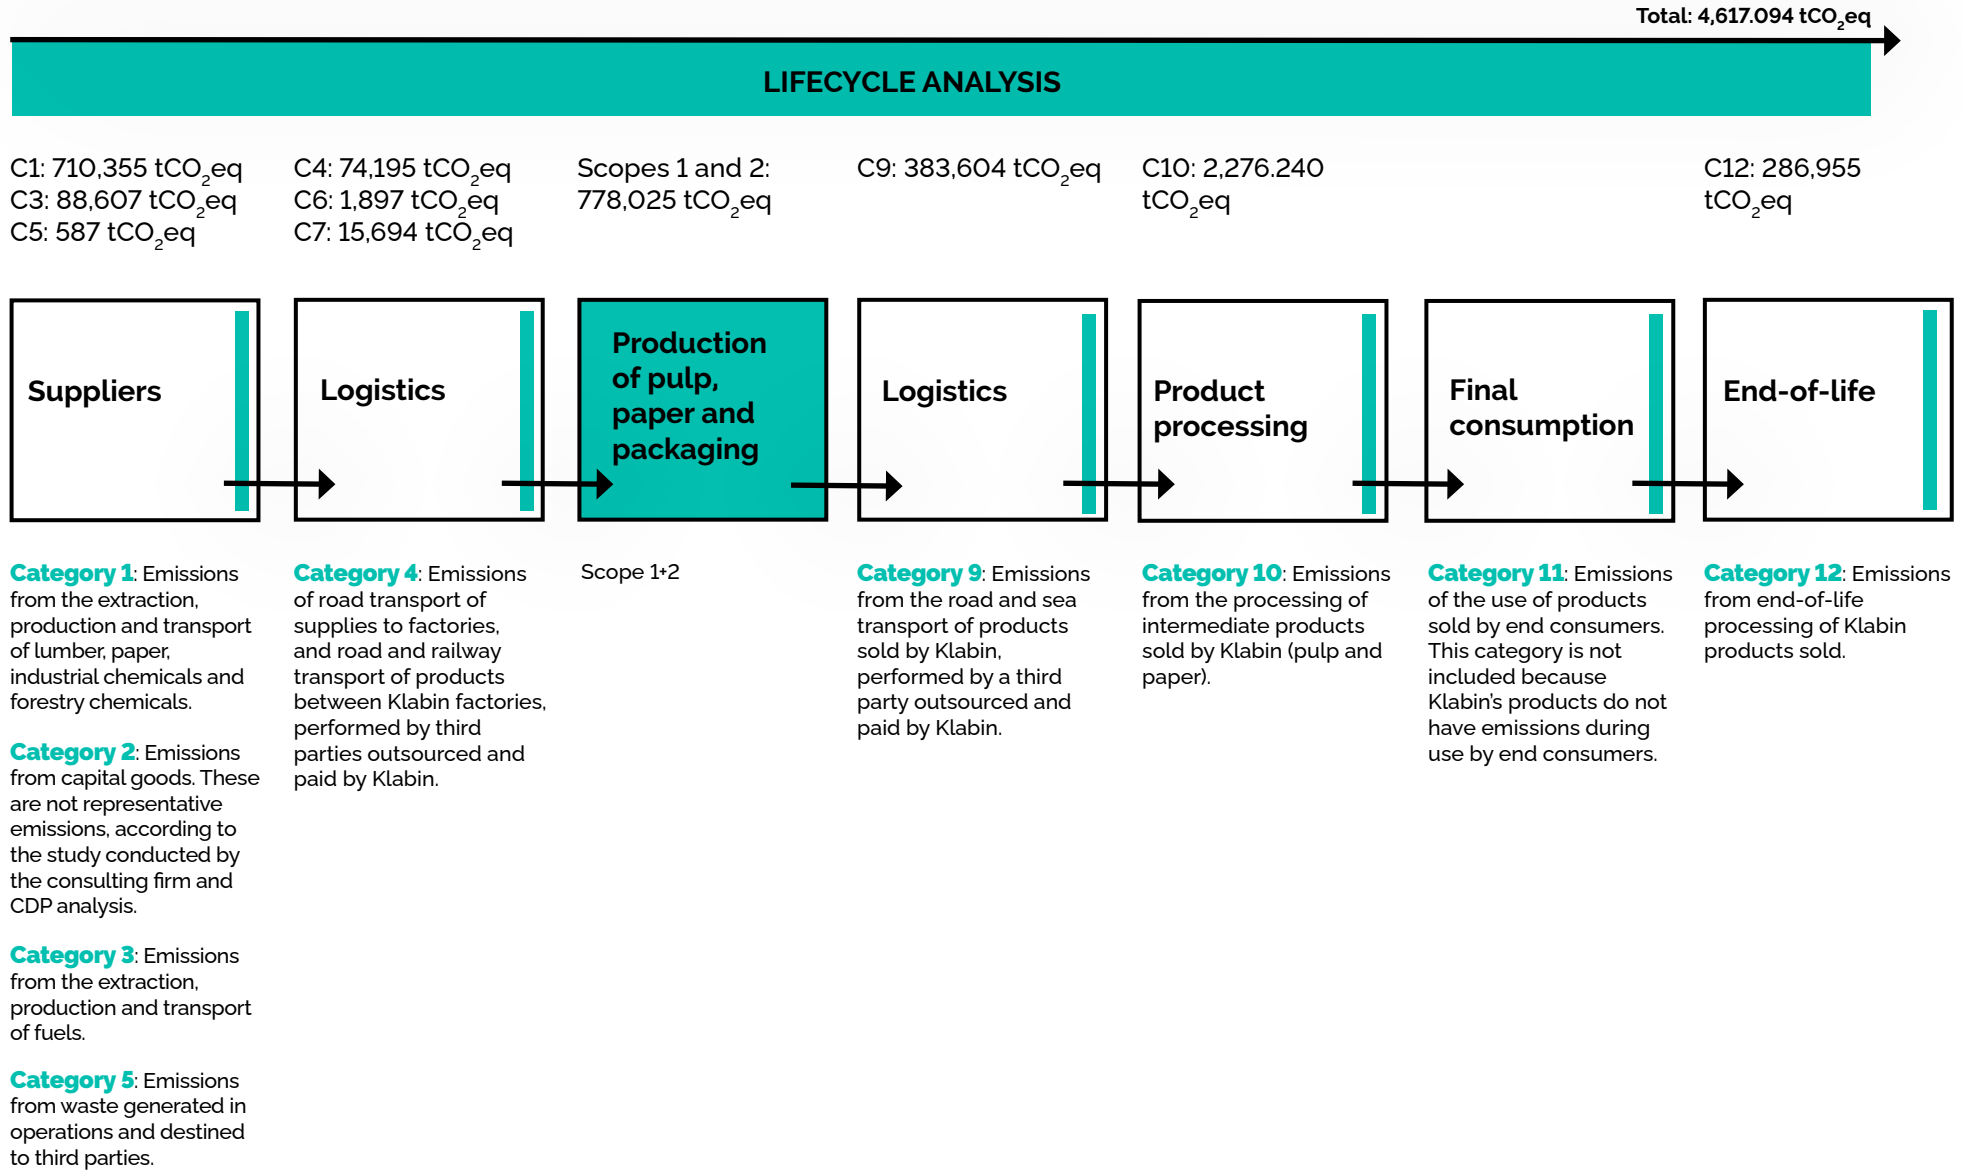 Total: 4,617.094 tCO2eq
LIFECYCLE ANALYSIS
C1: 710,355 tCO2eq
C3: 88,607 tCO2eq
C5: 587 tCO2eq
C4: 74,195 tCO2eq
C6: 1,897 tCO2eq
C7: 15,694 tCO2eq
Scopes 1 and 2:
778,025 tCO2eq
C9: 383,604 tCO2eq
C10: 2,276.240
tCO2eq
C12: 286,955
tCO2eq
Suppliers
Logistics
Production
of pulp,
paper and
packaging
Logistics
Product
processing
Final
consumption
End-of-life
Category 1: Emissions
from the extraction,
production and transport
of lumber, paper,
industrial chemicals and
forestry chemicals.
Category 2: Emissions
from capital goods. These
are not representative
emissions, according to
the study conducted by
the consulting firm and
CDP analysis.
Category 3: Emissions
from the extraction,
production and transport
of fuels.
Category 5: Emissions
from waste generated in
operations and destined
to third parties.
Category 4: Emissions
of road transport of
supplies to factories,
and road and railway
transport of products
between Klabin factories,
performed by third
parties outsourced and
paid by Klabin.
Scope 1+2
Category 9: Emissions
from the road and sea
transport of products
sold by Klabin,
performed by a third
party outsourced and
paid by Klabin.
Category 10: Emissions
from the processing of
intermediate products
sold by Klabin (pulp and
paper).
Category 11: Emissions
of the use of products
sold by end consumers.
This category is not
included because
Klabin's products do not
have emissions during
use by end consumers.
Category 12: Emissions
from end-of-life
processing of Klabin
products sold.